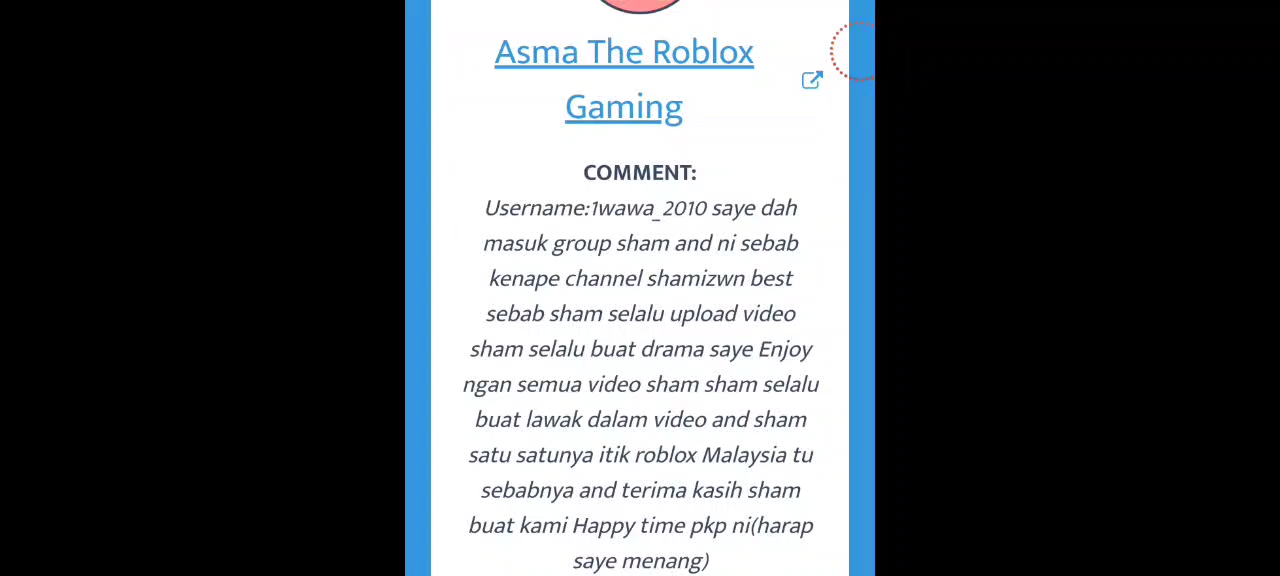 Asma The Roblox
Gaming
COMMENT:
Username:1wawa_2010 saye dah
masuk group sham and ni sebab
kenape channel shamizwn best
sebab sham selalu upload video
sham selalu buat drama saye Enjoy
ngan semua video sham sham selalu
buat lawak dalam video and sham
satu satunya itik roblox Malaysia tu
sebabnya and terima kasih sham
buat kami Happy time pkp ni(harap
saye menang)